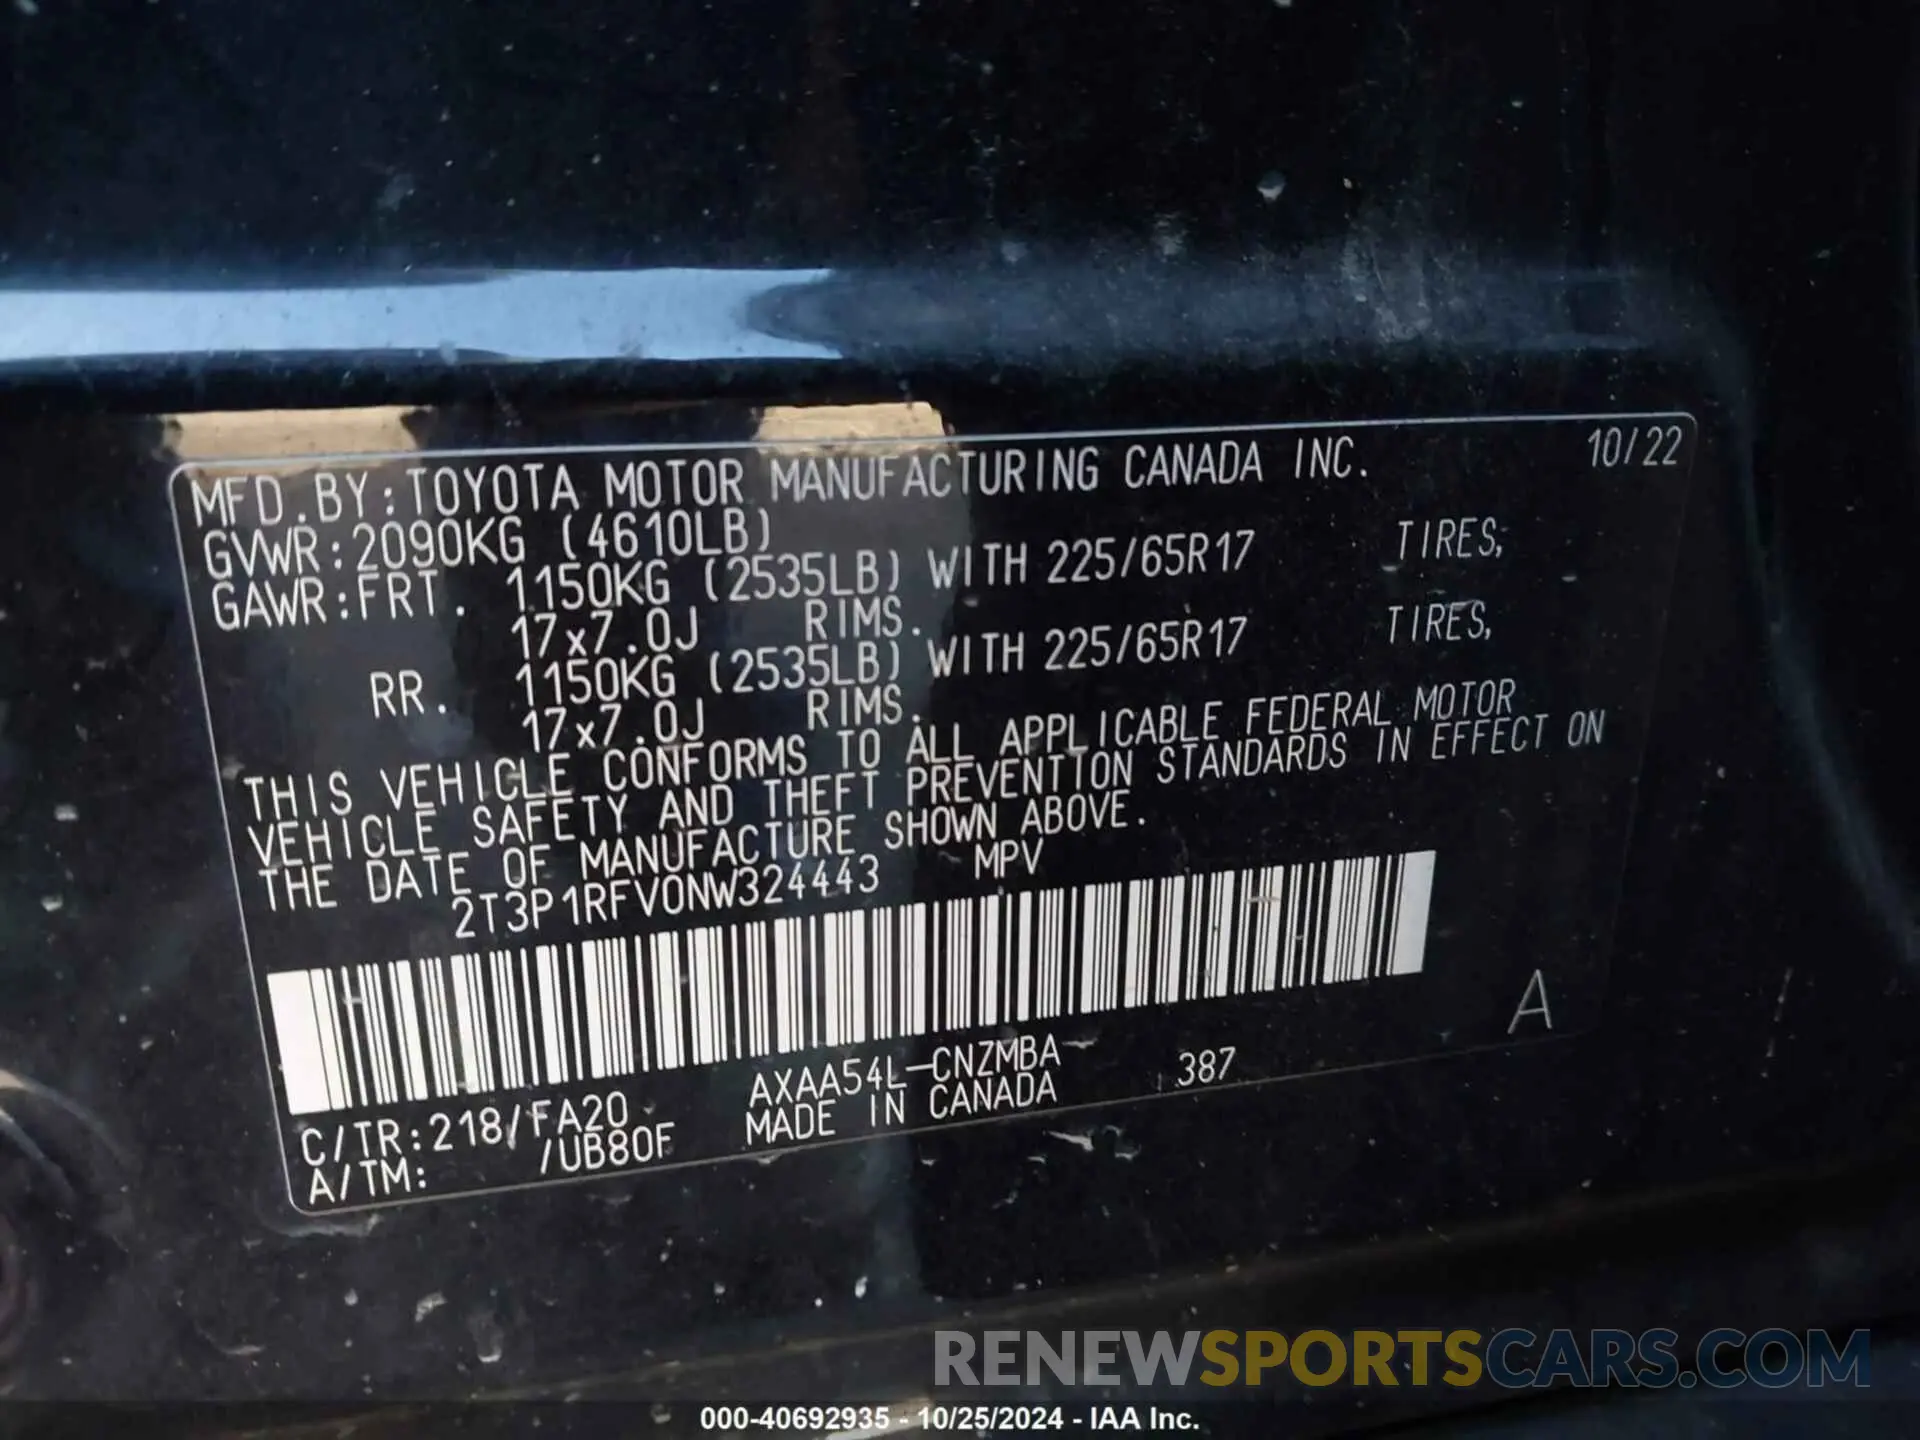 MFD.BY:TOYOTA MOTOR MANUFACTURING CANADA INC. 10/22
GVWR:2090KG (4610LB)
GAWR:FRT. 1150KG (2535LB) WITH 225/65R17 TIRES,
17x7.0J RIMS.
RR. 1150KG (2535LB) WITH 225/65R17 TIRES,
17x7.0J RIMS.
THIS VEHICLE CONFORMS TO ALL APPLICABLE FEDERAL MOTOR
VEHICLE SAFETY AND THEFT PREVENTION STANDARDS IN EFFECT ON
THE DATE OF MANUFACTURE SHOWN ABOVE.
2T3P1RFV0NW324443 MPV
A
C/TR:218/FA20 AXAA54L-CNZMBA 387
A/TM: /UB80F MADE IN CANADA
RENEWSPORTSCARS.COM
000-40692935 - 10/25/2024 - IAA Inc.